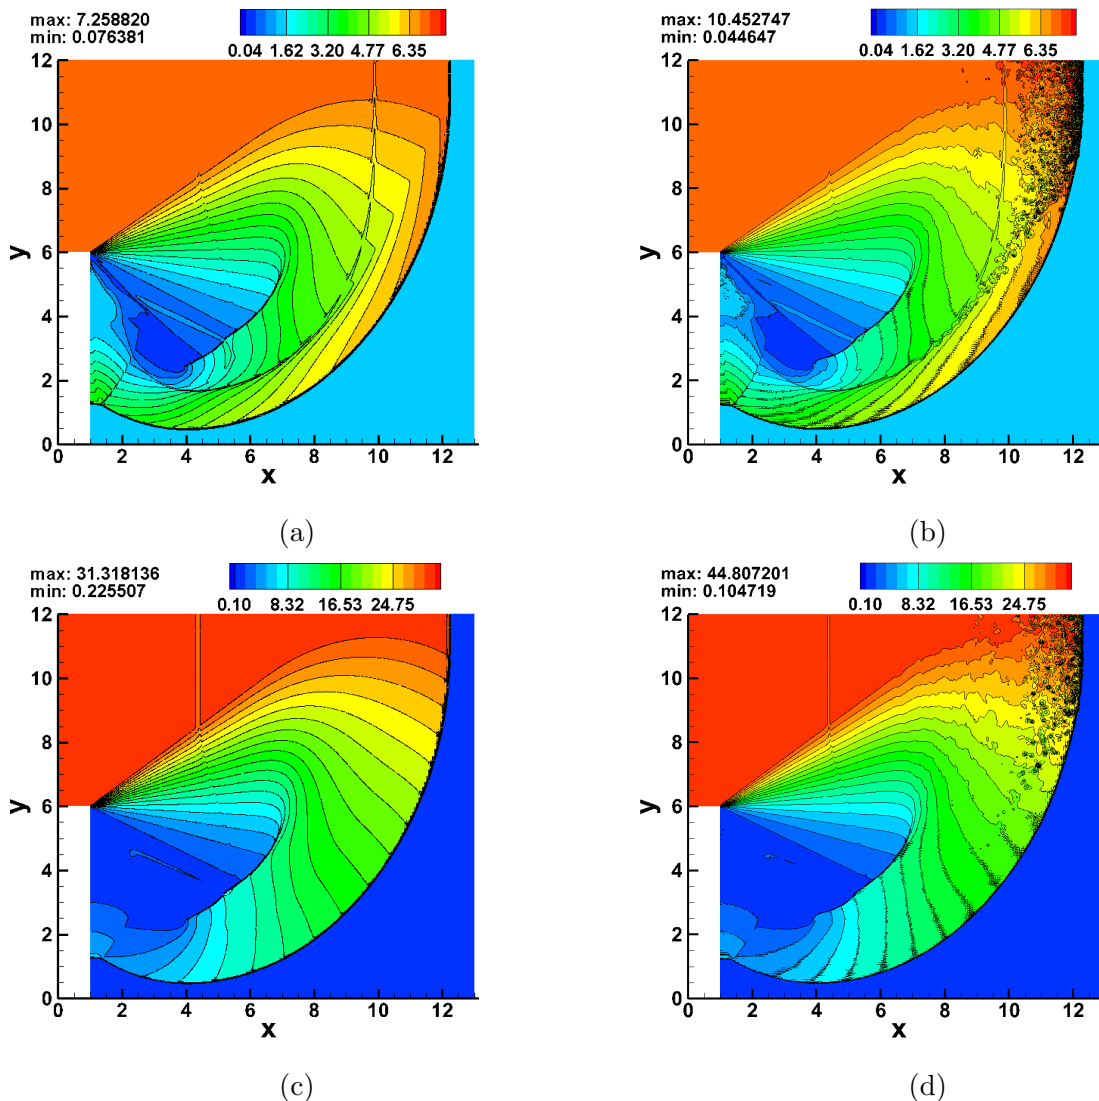 max: 7.258820
min: 0.076381
0.04 1.62 3.20 4.77 6.35
12
10
8
6
4
2
0
y
0 2 4 6 8 10 12
x
(a)
max: 10.452747
min: 0.044647
0.04 1.62 3.20 4.77 6.35
12
10
8
6
4
2
0
y
0 2 4 6 8 10 12
x
(b)
max: 31.318136
min: 0.225507
0.10 8.32 16.53 24.75
12
10
8
6
4
2
0
y
0 2 4 6 8 10 12
x
(c)
max: 44.807201
min: 0.104719
0.10 8.32 16.53 24.75
12
10
8
6
4
2
0
y
0 2 4 6 8 10 12
x
(d)